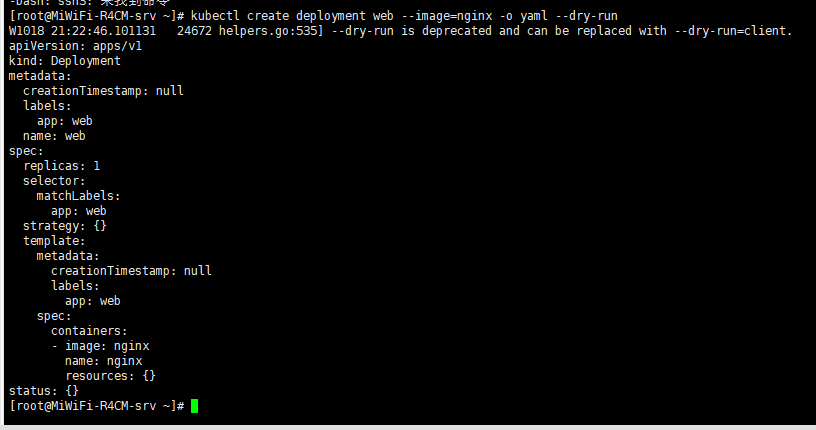 -bash: ssh3: 未找到命令
[root@MiWiFi-R4CM-srv ~]# kubectl create deployment web --image=nginx -o yaml --dry-run
W1018 21:22:46.101131   24672 helpers.go:535] --dry-run is deprecated and can be replaced with --dry-run=client.
apiVersion: apps/v1
kind: Deployment
metadata:
  creationTimestamp: null
  labels:
    app: web
  name: web
spec:
  replicas: 1
  selector:
    matchLabels:
      app: web
  strategy: {}
  template:
    metadata:
      creationTimestamp: null
      labels:
        app: web
    spec:
      containers:
      - image: nginx
        name: nginx
        resources: {}
status: {}
[root@MiWiFi-R4CM-srv ~]#